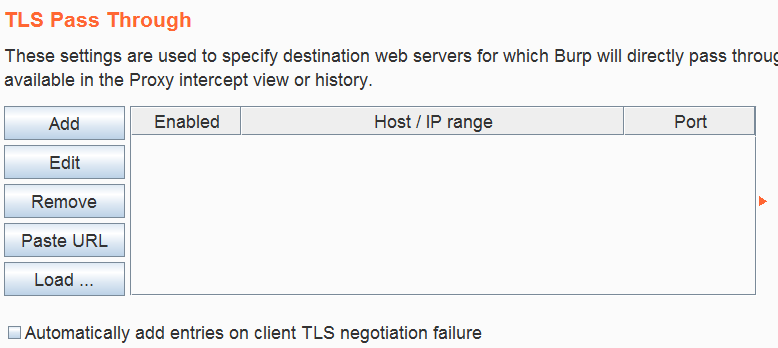 TLS Pass Through
These settings are used to specify destination web servers for which Burp will directly pass
available in the Proxy intercept view or history.
Add
Enabled
Host / IP range
Port
Edit
Remove
Paste URL
Load ...
Automatically add entries on client TLS negotiation failure